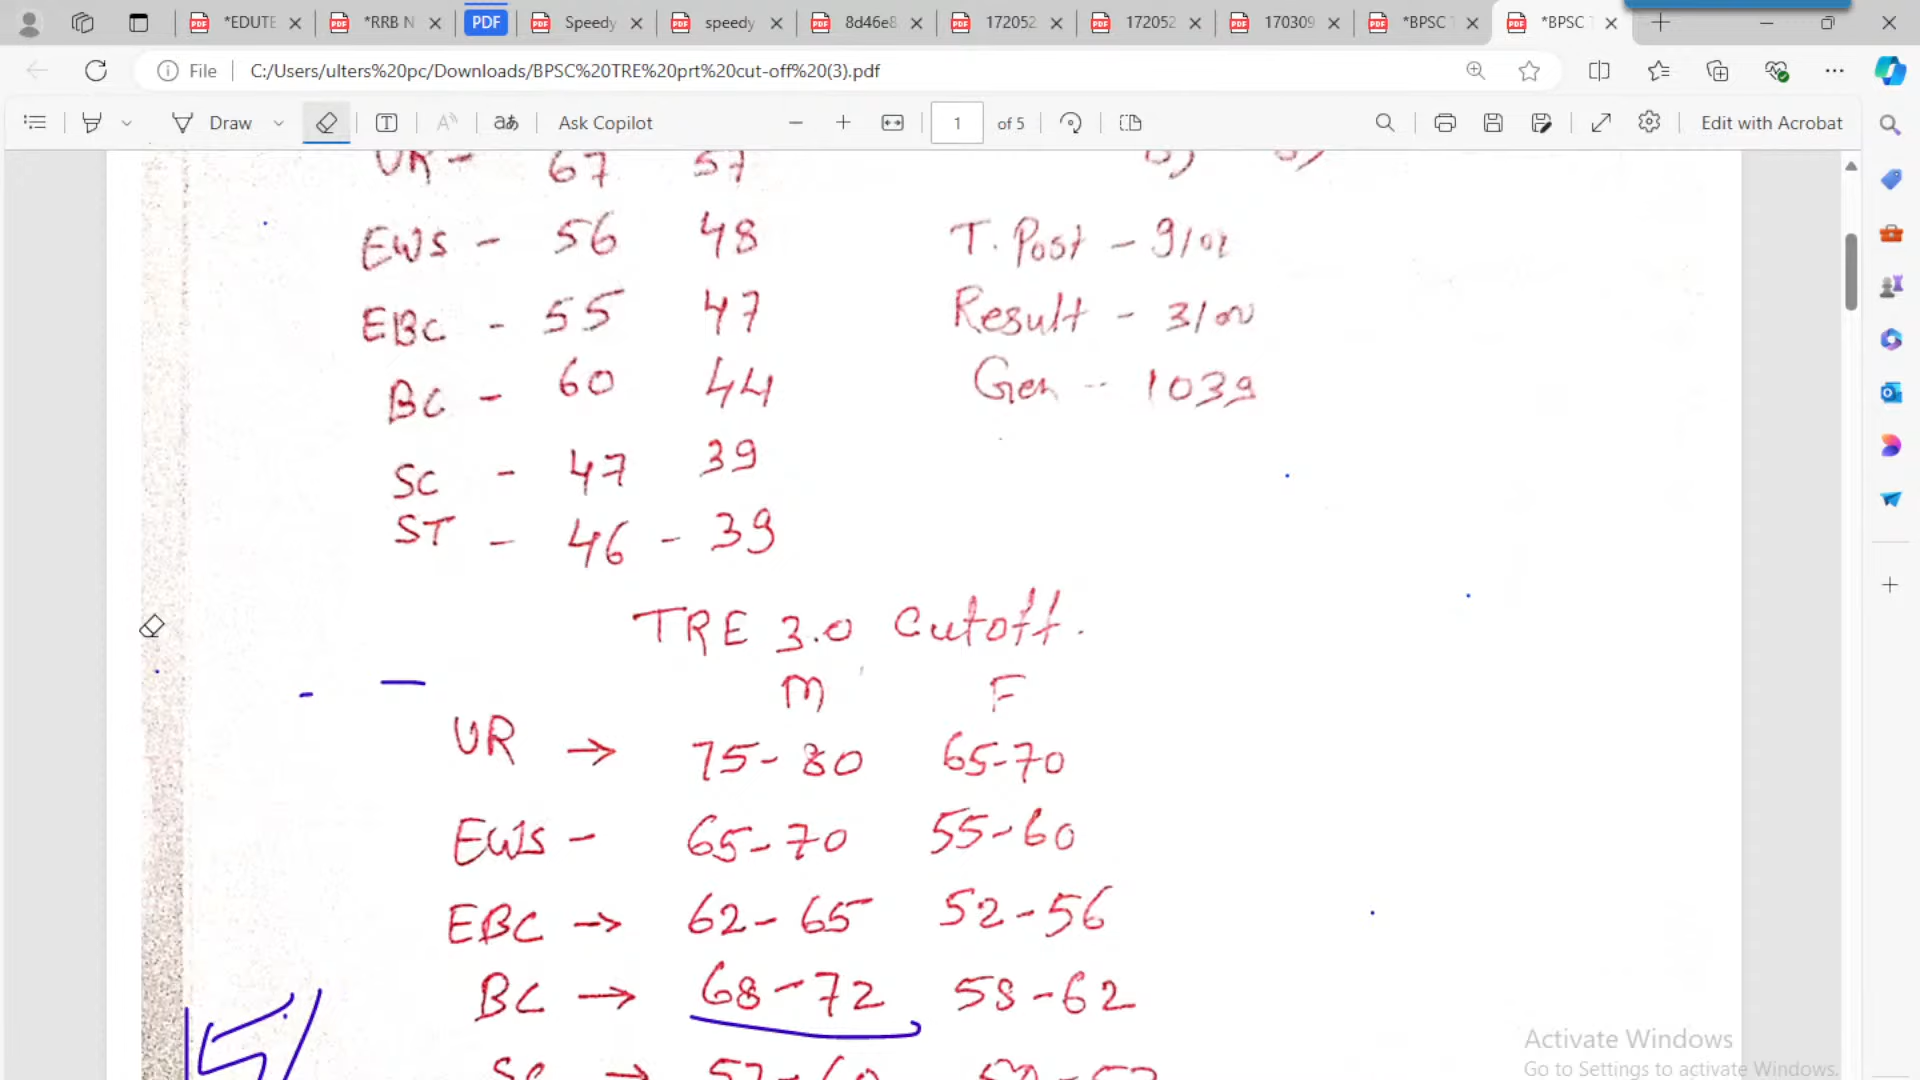 *EDUTE
*RRB N
PDF
Speedy
speedy
8d46e8
172052
172052
170309
*BPSC T
*BPSC T
File
C:/Users/ulters%20pc/Downloads/BPSC%20TRE%20prt%20cut-off%20(3).pdf
Draw
aあ
Ask Copilot
1 of 5
Edit with Acrobat
UR - 67 57
EWS - 56 48
T. Post -
EBC - 55 47
Result -
BC - 60 44
Gen - 1039
SC - 47 39
ST - 46 - 39
TRE 3.0 Cutoff.
M F
UR → 75-80 65-70
EWS - 65-70 55-60
EBC → 62-65 52-56
BC → 68-72 58-62
SC →
Activate Windows
Go to Settings to activate Windows.